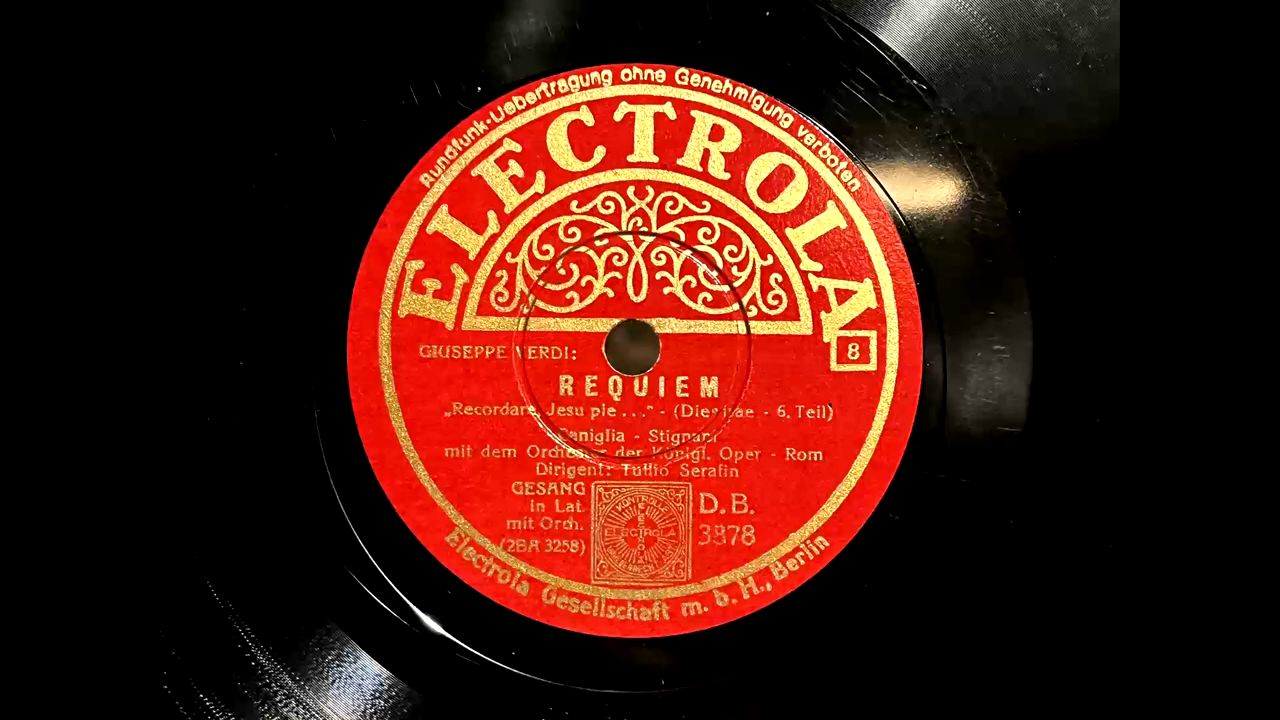 Rundfunk-Uebertragung ohne Genehmigung verboten
ELECTROLA
8
GIUSEPPE VERDI:
REQUIEM
„Recordare, Jesu pie . . .“ - (Dies irae - 6. Teil)
Caniglia - Stignani
mit dem Orchester der Königl. Oper - Rom
Dirigent: Tullio Serafin
GESANG
in Lat.
mit Orch.
(2BA 3258)
KONTROLLE
ELECTROLA
D.B.
3878
Electrola Gesellschaft m. b. H., Berlin